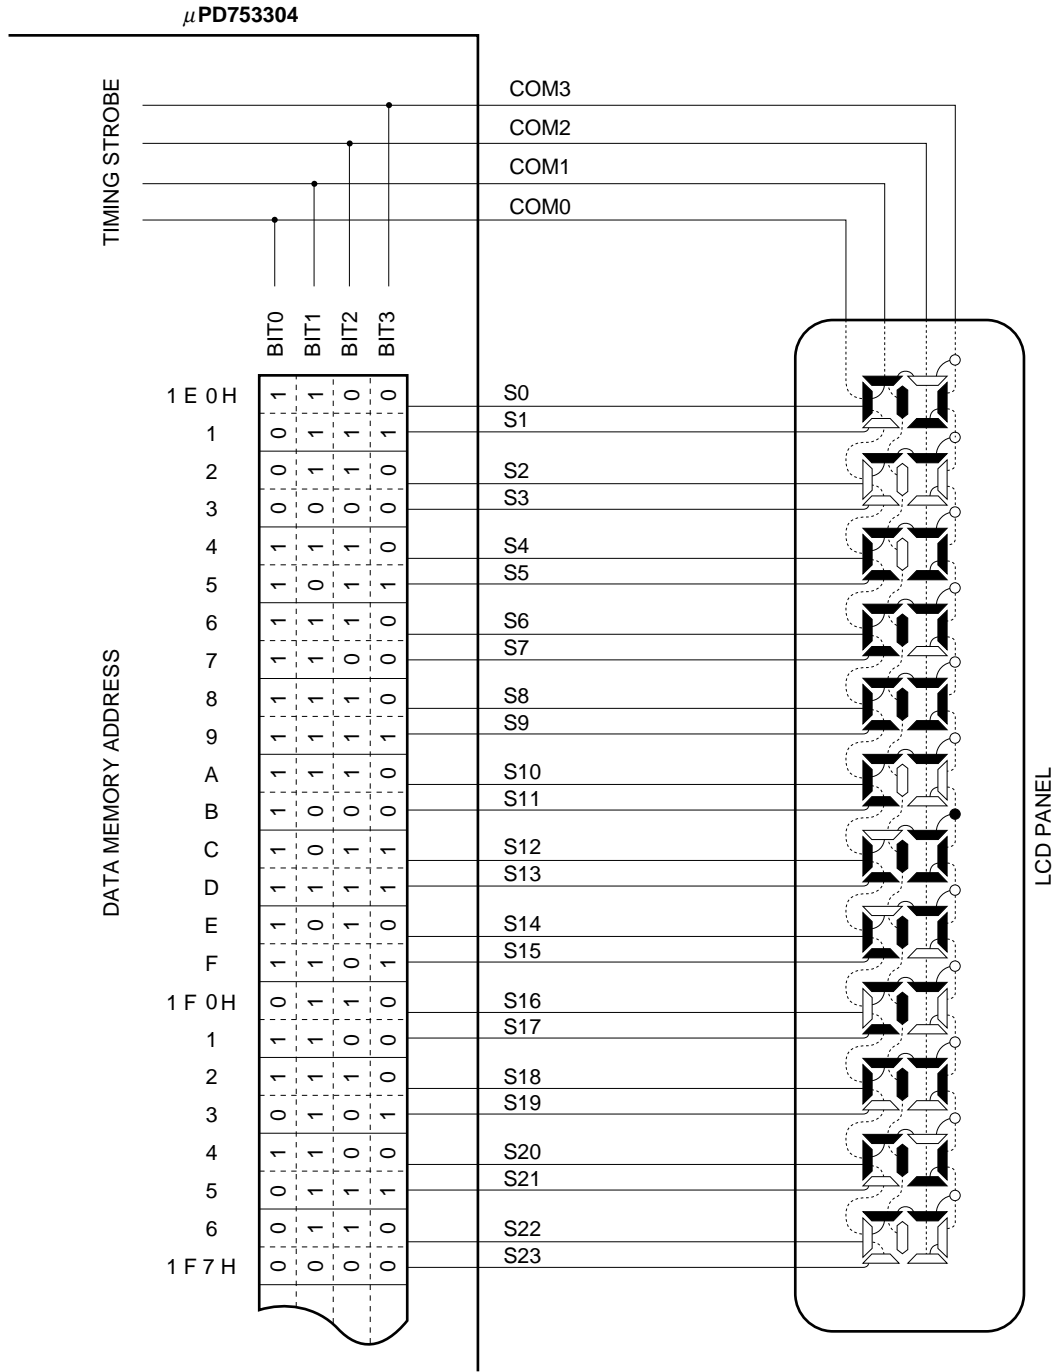 μPD753304
TIMING STROBE
COM3
COM2
COM1
COM0
BIT0
BIT1
BIT2
BIT3
DATA MEMORY ADDRESS
LCD PANEL
1E0H 1 1 0 0 S0
1 0 1 1 1 S1
2 0 1 1 0 S2
3 0 0 0 0 S3
4 1 1 1 0 S4
5 1 0 1 1 S5
6 1 1 1 0 S6
7 1 1 0 0 S7
8 1 1 1 0 S8
9 1 1 1 1 S9
A 1 1 1 0 S10
B 1 0 0 0 S11
C 1 0 1 1 S12
D 1 1 1 1 S13
E 1 0 1 0 S14
F 1 1 0 1 S15
1F0H 0 1 1 0 S16
1 1 1 0 0 S17
2 1 1 1 0 S18
3 0 1 0 1 S19
4 1 1 0 0 S20
5 0 1 1 1 S21
6 0 1 1 0 S22
1F7H 0 0 0 0 S23